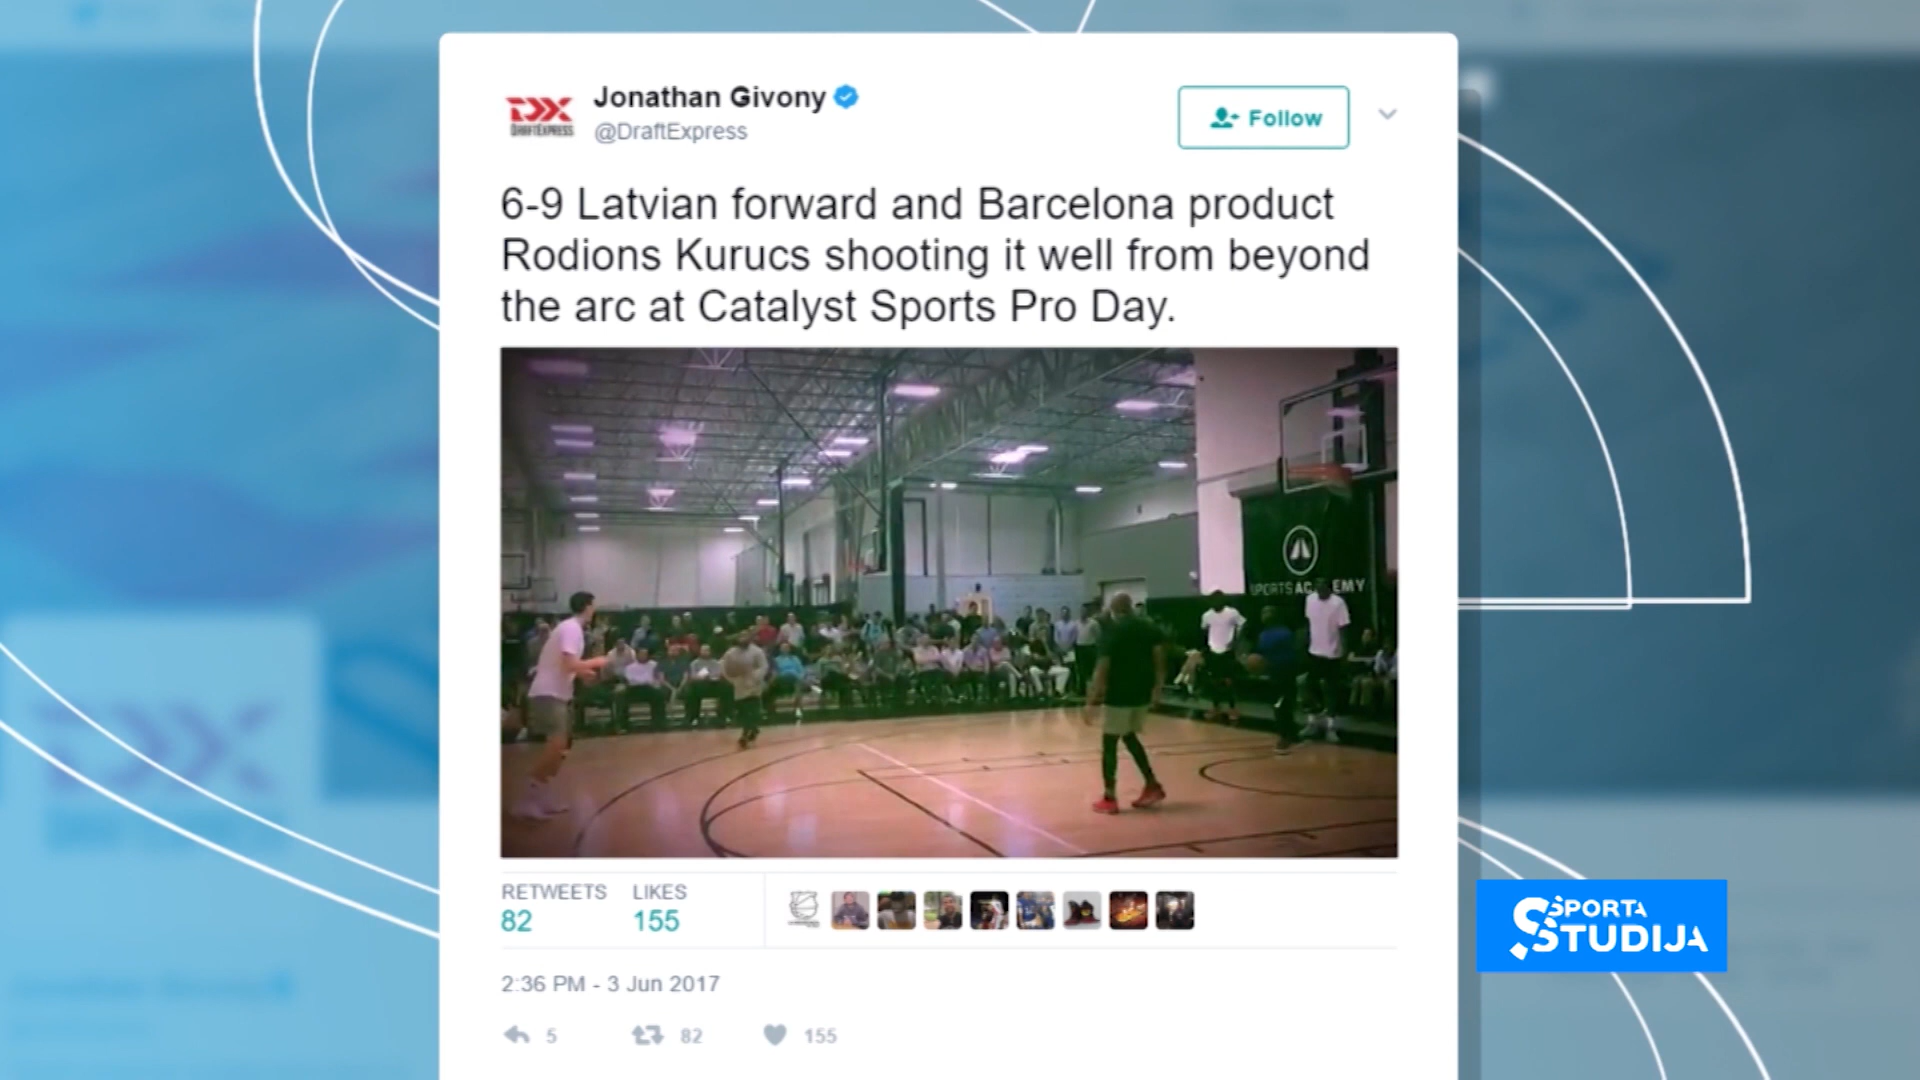 DRAFTEXPRESS
Jonathan Givony
@DraftExpress
Follow
6-9 Latvian forward and Barcelona product
Rodions Kurucs shooting it well from beyond
the arc at Catalyst Sports Pro Day.
RETWEETS
82
LIKES
155
2:36 PM - 3 Jun 2017
5
82
155
SPORTA
STUDIJA